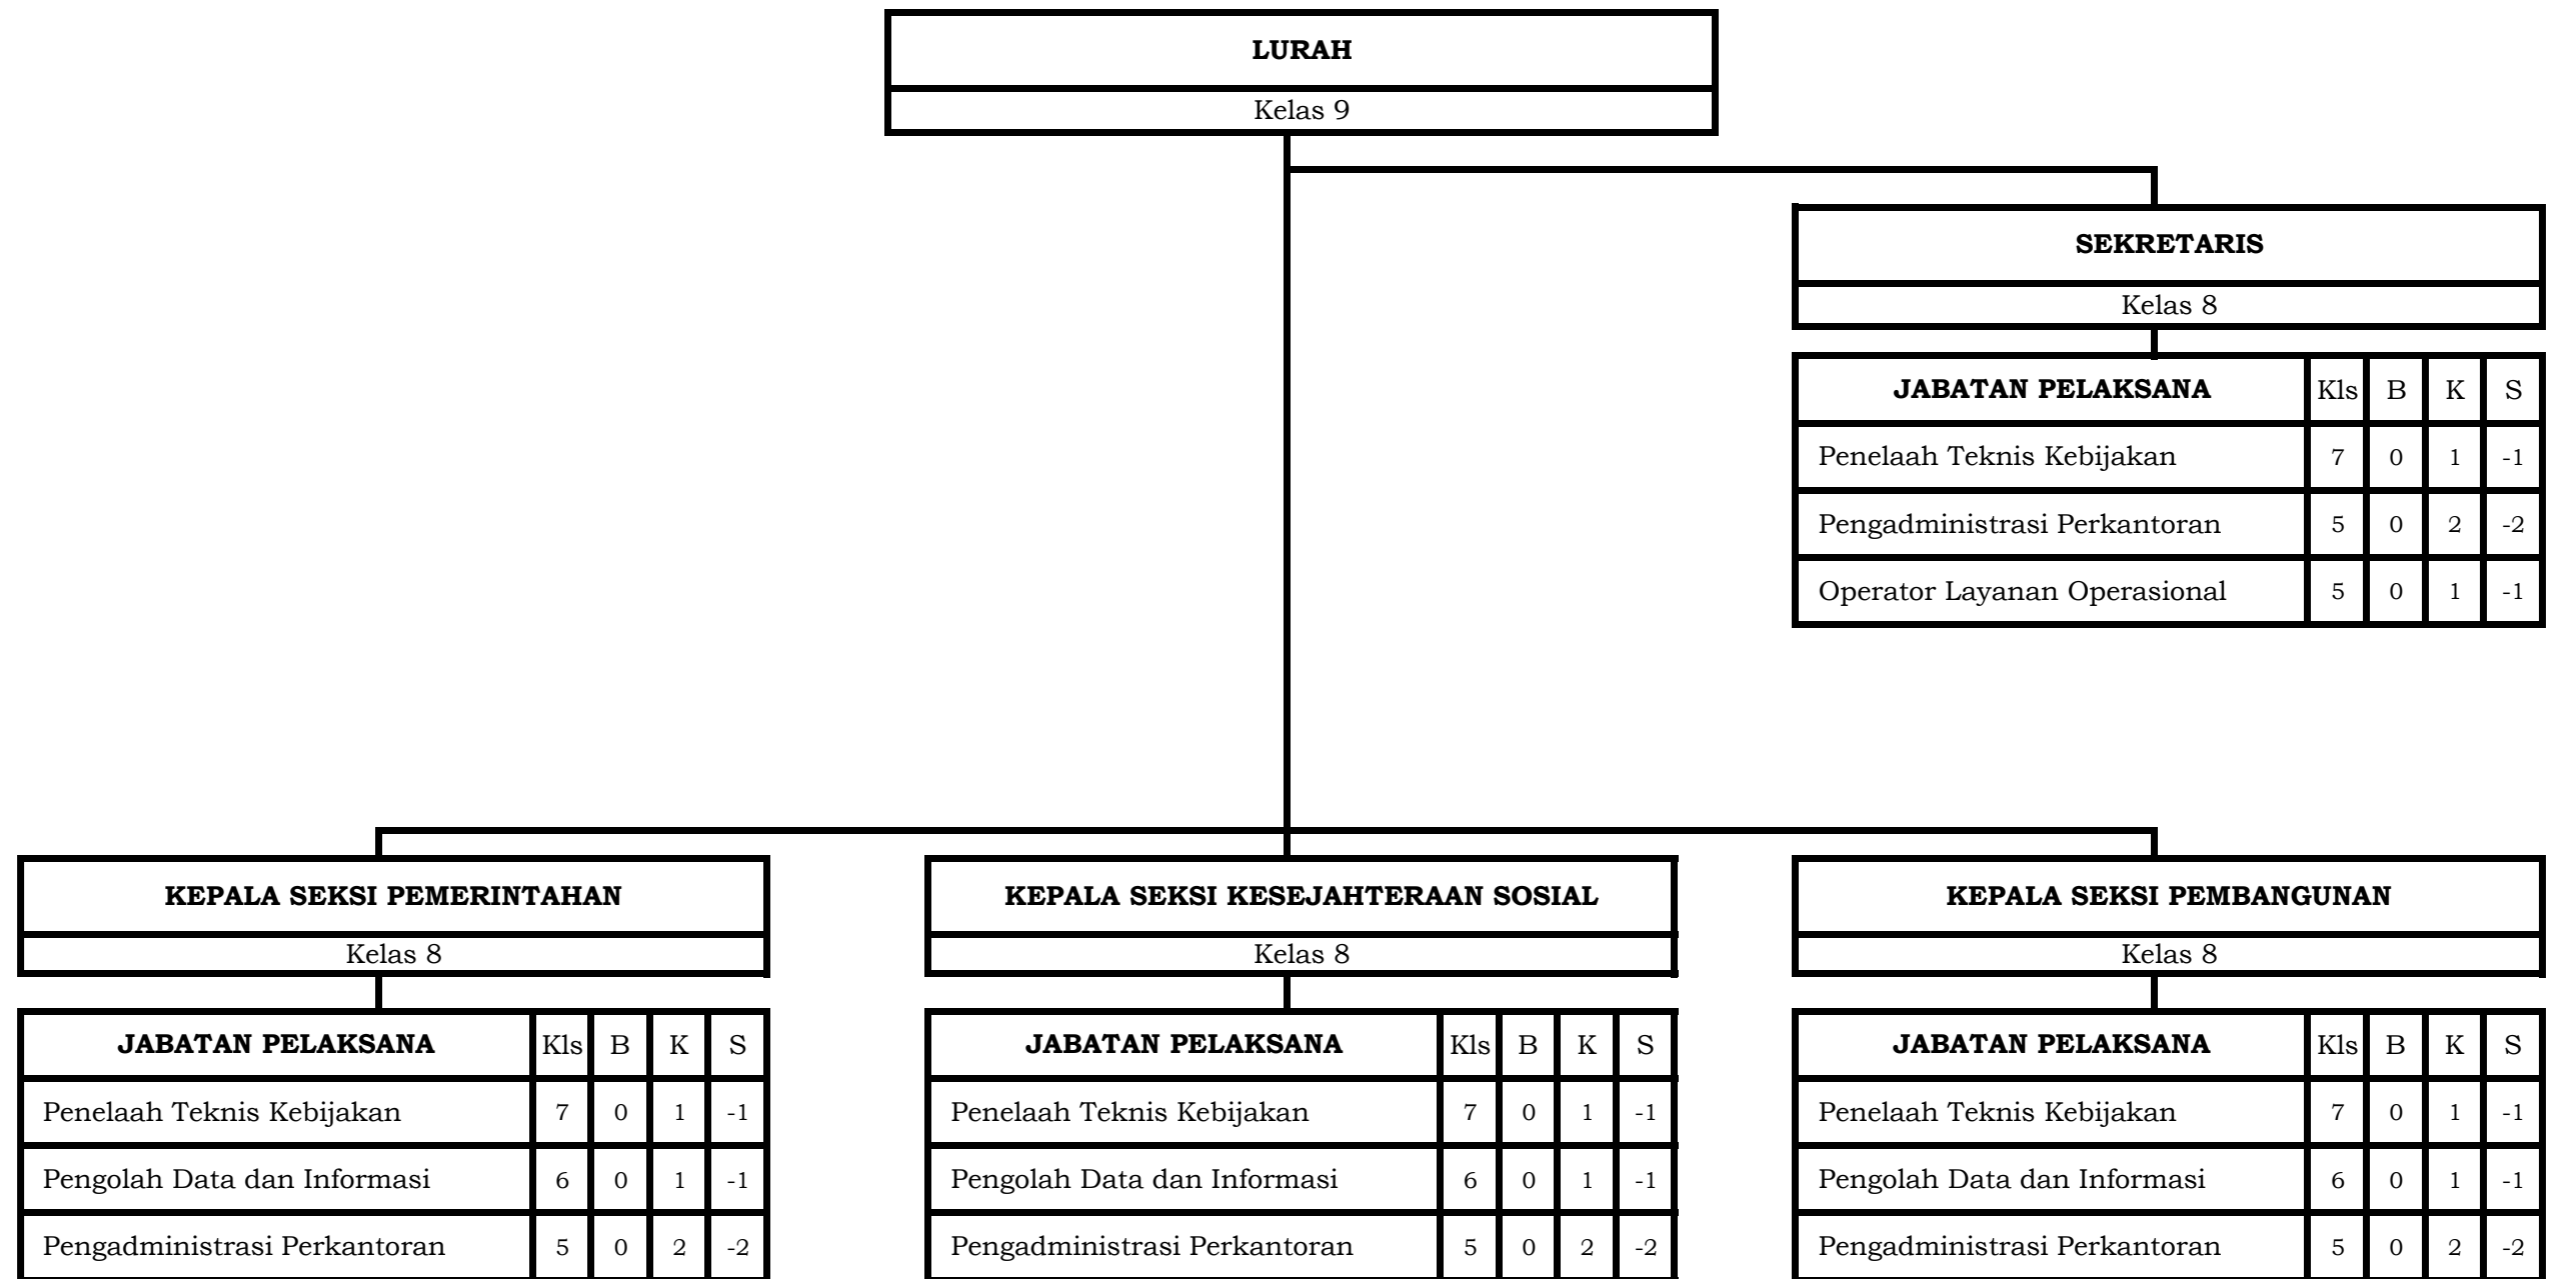 LURAH
Kelas 9
SEKRETARIS
Kelas 8
JABATAN PELAKSANA Kls B K S
Penelaah Teknis Kebijakan 7 0 1 -1
Pengadministrasi Perkantoran 5 0 2 -2
Operator Layanan Operasional 5 0 1 -1
KEPALA SEKSI PEMERINTAHAN
Kelas 8
JABATAN PELAKSANA Kls B K S
Penelaah Teknis Kebijakan 7 0 1 -1
Pengolah Data dan Informasi 6 0 1 -1
Pengadministrasi Perkantoran 5 0 2 -2
KEPALA SEKSI KESEJAHTERAAN SOSIAL
Kelas 8
JABATAN PELAKSANA Kls B K S
Penelaah Teknis Kebijakan 7 0 1 -1
Pengolah Data dan Informasi 6 0 1 -1
Pengadministrasi Perkantoran 5 0 2 -2
KEPALA SEKSI PEMBANGUNAN
Kelas 8
JABATAN PELAKSANA Kls B K S
Penelaah Teknis Kebijakan 7 0 1 -1
Pengolah Data dan Informasi 6 0 1 -1
Pengadministrasi Perkantoran 5 0 2 -2